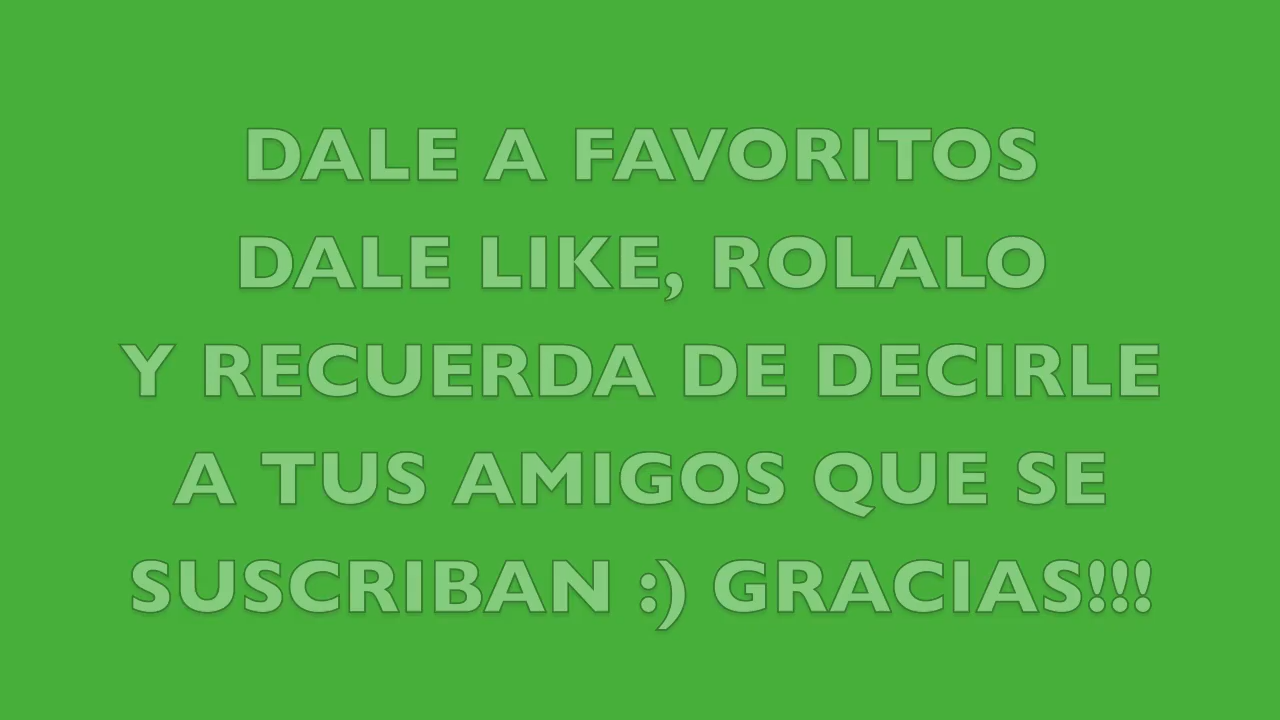 DALE A FAVORITOS
DALE LIKE, ROLALO
Y RECUERDA DE DECIRLE
A TUS AMIGOS QUE SE
SUSCRIBAN :) GRACIAS!!!